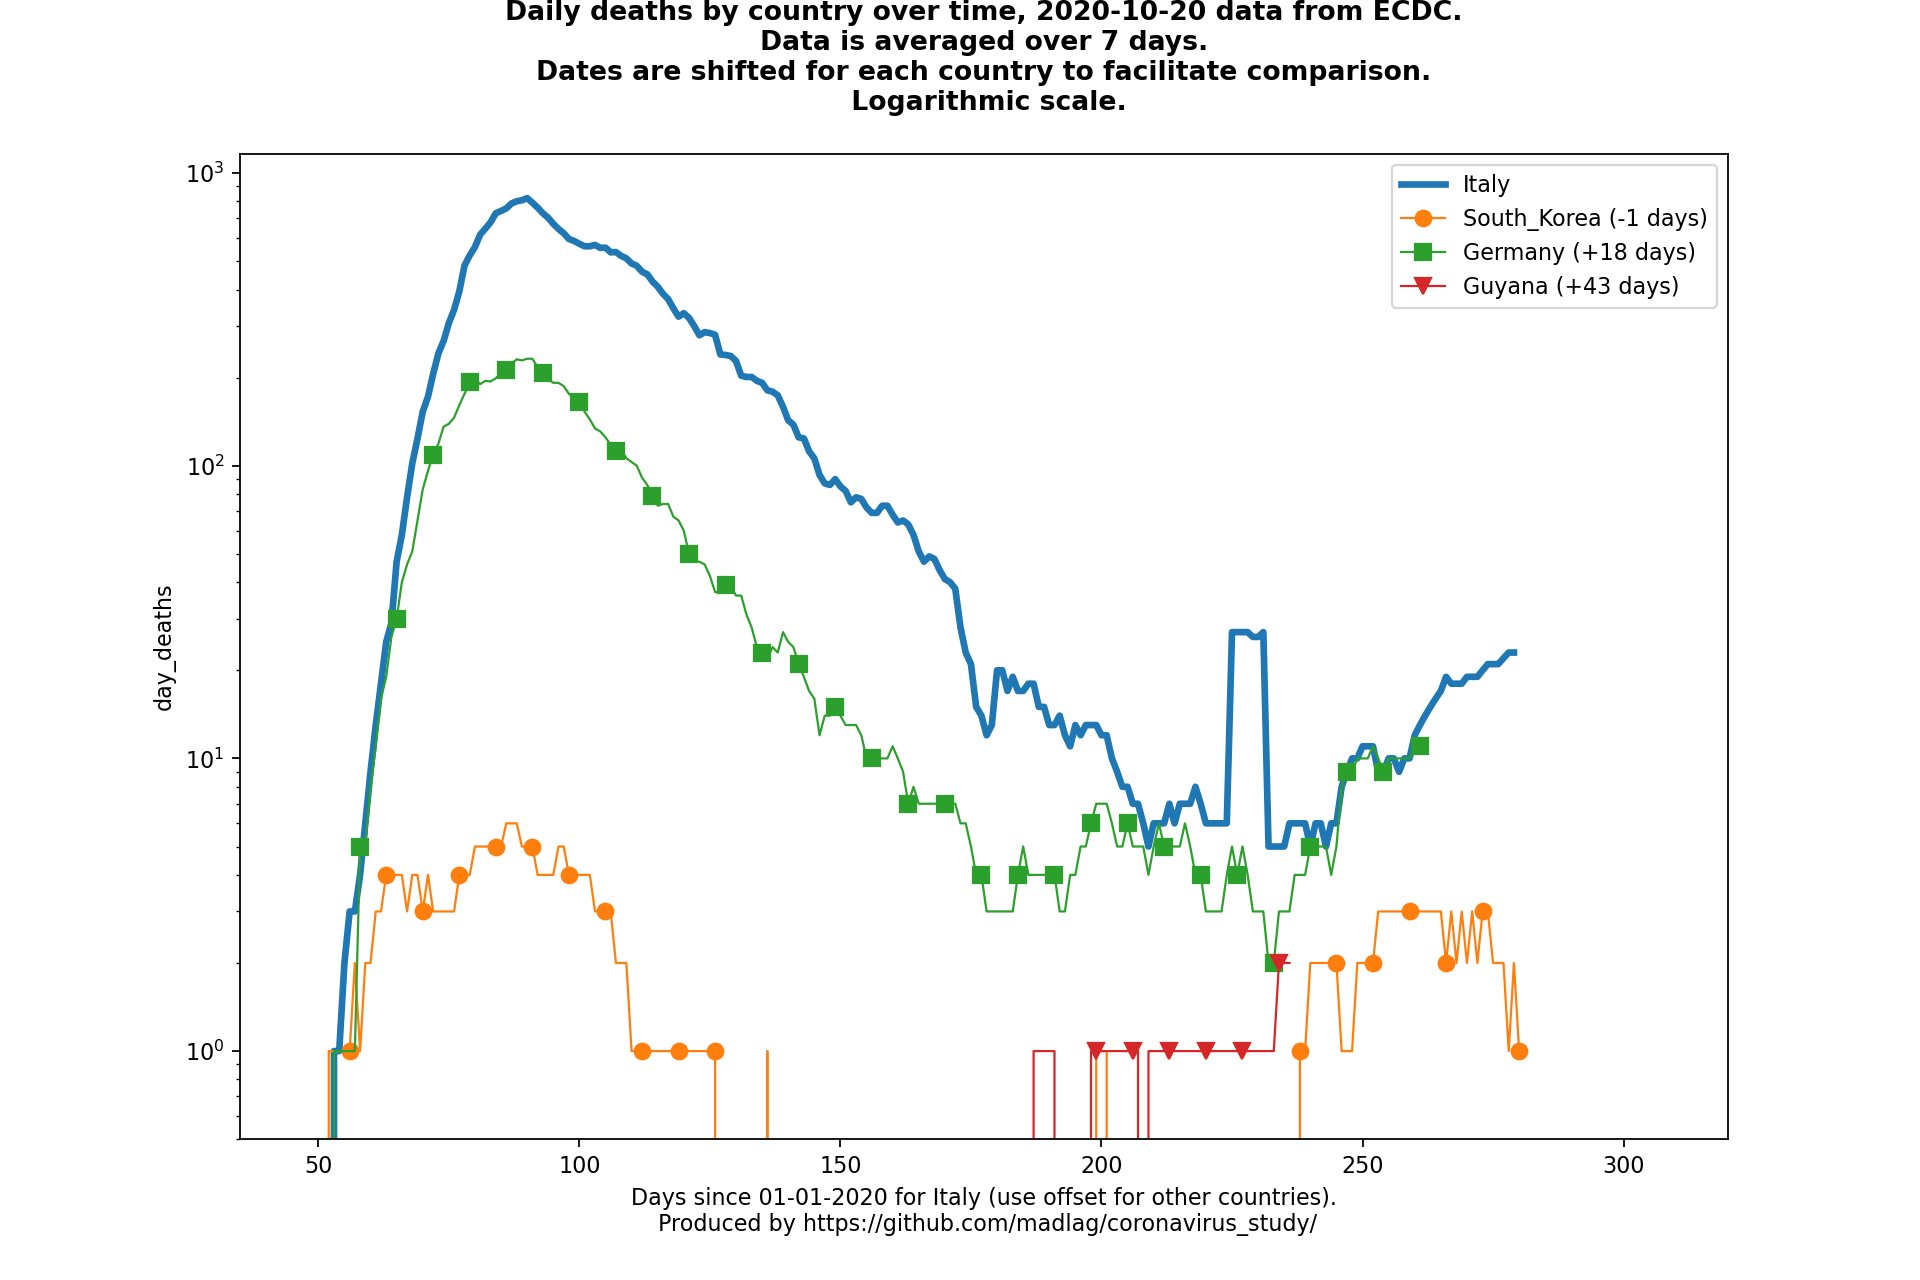 Daily deaths by country over time, 2020-10-20 data from ECDC.
Data is averaged over 7 days.
Dates are shifted for each country to facilitate comparison.
Logarithmic scale.
10³
10²
10¹
10⁰
day_deaths
Italy
South_Korea (-1 days)
Germany (+18 days)
Guyana (+43 days)
50 100 150 200 250 300
Days since 01-01-2020 for Italy (use offset for other countries).
Produced by https://github.com/madlag/coronavirus_study/